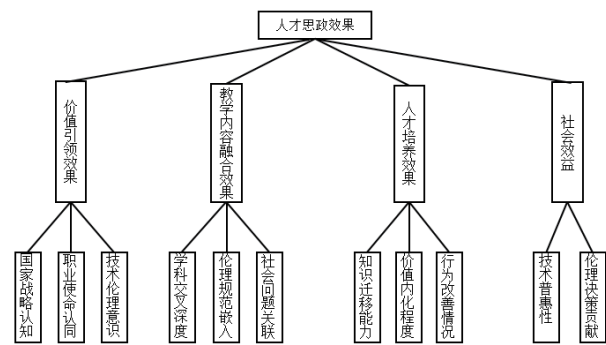 人才思政效果
价值引领效果
教学内容融合效果
人才培养效果
社会效益
国家战略认知
职业使命认同
技术伦理意识
学科交叉深度
伦理规范嵌入
社会问题关联
知识迁移能力
价值内化程度
行为改善情况
技术普惠性
伦理决策贡献